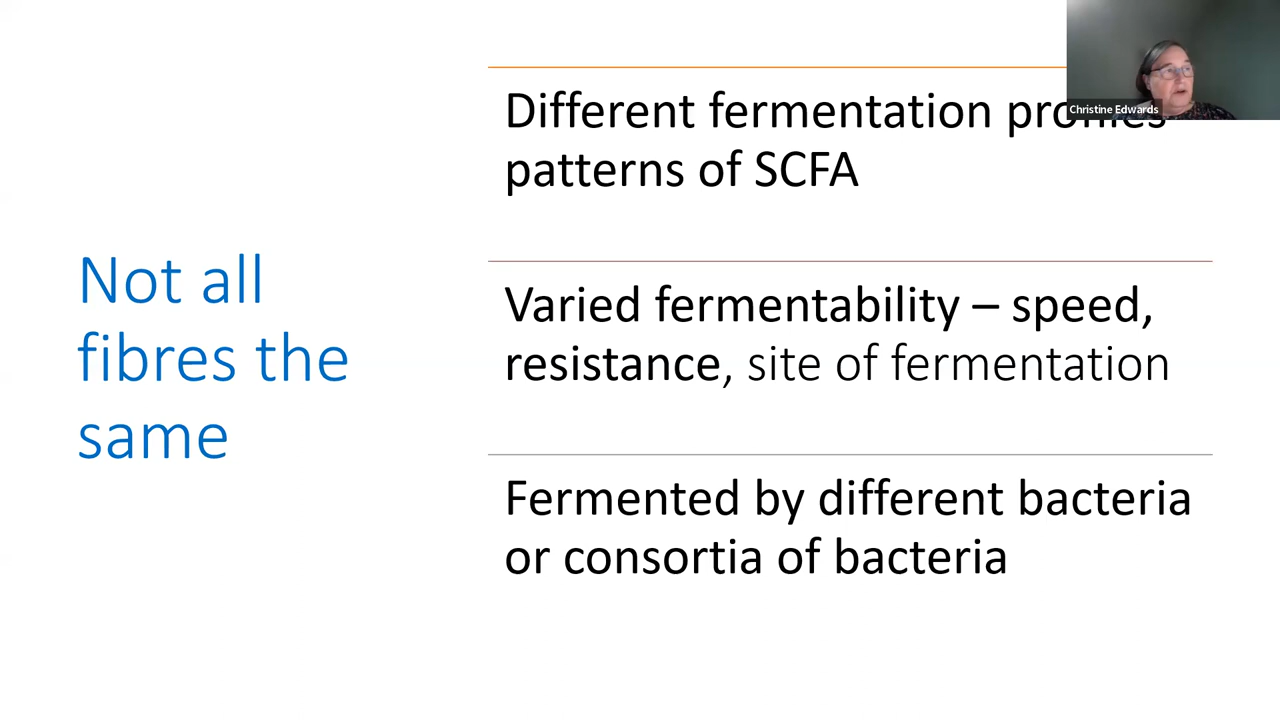 Not all
fibres the
same
Different fermentation profiles
patterns of SCFA
Varied fermentability – speed,
resistance, site of fermentation
Fermented by different bacteria
or consortia of bacteria
Christine Edwards